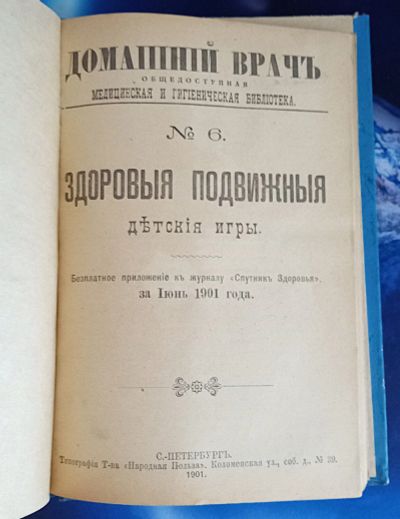 ДОМАШНІЙ ВРАЧЪ
ОБЩЕДОСТУПНАЯ
МЕДИЦИНСКАЯ И ГИГІЕНИЧЕСКАЯ БИБЛІОТЕКА.
№ 6.
ЗДОРОВЫЯ ПОДВИЖНЫЯ
ДѢТСКІЯ ИГРЫ.
Безплатное приложеніе къ журналу «Спутникъ Здоровья».
за Іюнь 1901 года.
С.-ПЕТЕРБУРГЪ.
Типографія Т-ва «Народная Польза». Коломенская ул., соб. д., № 39.
1901.